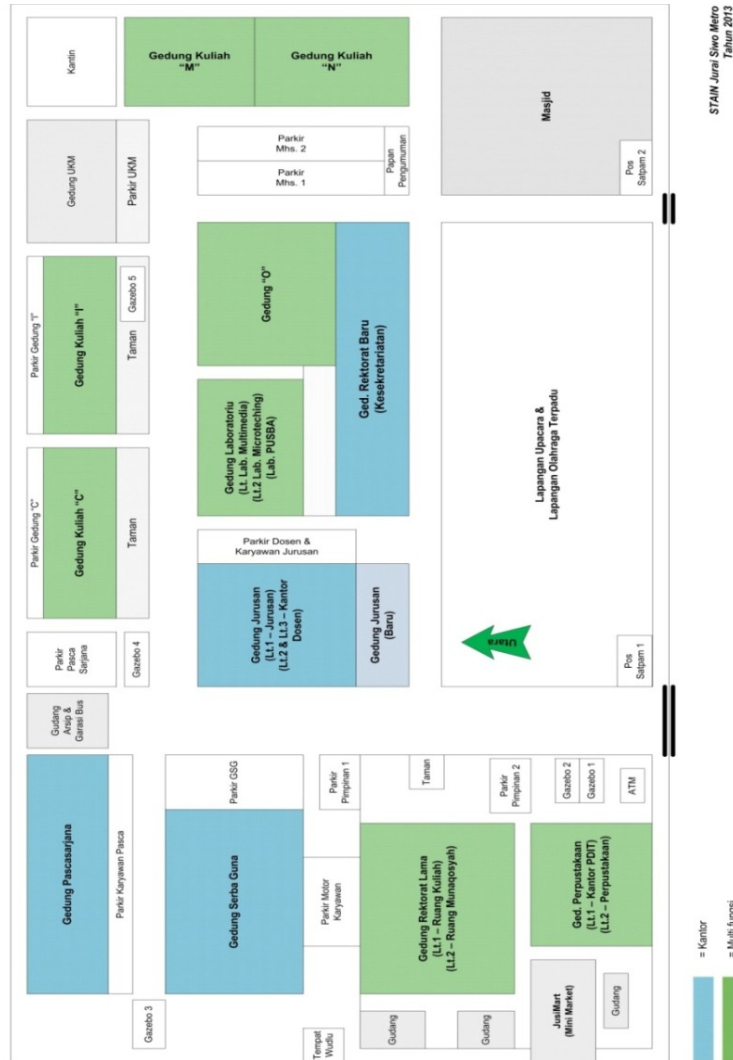 STAIN Jurai Siwo Metro
Tahun 2013
Kantin
Gedung Kuliah
"M"
Gedung Kuliah
"N"
Masjid
Pos
Satpam 2
Gedung UKM
Parkir UKM
Parkir
Mhs. 2
Parkir
Mhs. 1
Papan
Pengumuman
Parkir Gedung "I"
Gedung Kuliah "I"
Gazebo 5
Taman
Gedung "O"
Ged. Rektorat Baru
(Kesekretariatan)
Gedung Laboratoriu
(Lt. Lab. Multimedia)
(Lt.2 Lab. Microteching)
(Lab. PUSBA)
Lapangan Upacara &
Lapangan Olahraga Terpadu
Parkir Gedung "C"
Gedung Kuliah "C"
Taman
Parkir Dosen &
Karyawan Jurusan
Gedung Jurusan
(Lt.1 – Jurusan)
(Lt.2 & Lt.3 – Kantor
Dosen)
Gedung Jurusan
(Baru)
Utara
Pos
Satpam 1
Parkir
Pasca
Sarjana
Gazebo 4
Gudang
Arsip &
Garasi Bus
Gedung Pascasarjana
Parkir Karyawan Pasca
Parkir GSG
Gedung Serba Guna
Parkir
Pimpinan 1
Taman
Parkir
Pimpinan 2
Gazebo 2
Gazebo 1
ATM
Parkir Motor
Karyawan
Gedung Rektorat Lama
(Lt.1 – Ruang Kuliah)
(Lt.2 – Ruang Munaqosyah)
Ged. Perpustakaan
(Lt.1 – Kantor PDIT)
(Lt.2 – Perpustakaan)
Gazebo 3
Tempat
Wudlu
Gudang
Gudang
JusiMart
(Mini Market)
Gudang
= Kantor
= Multi fungsi